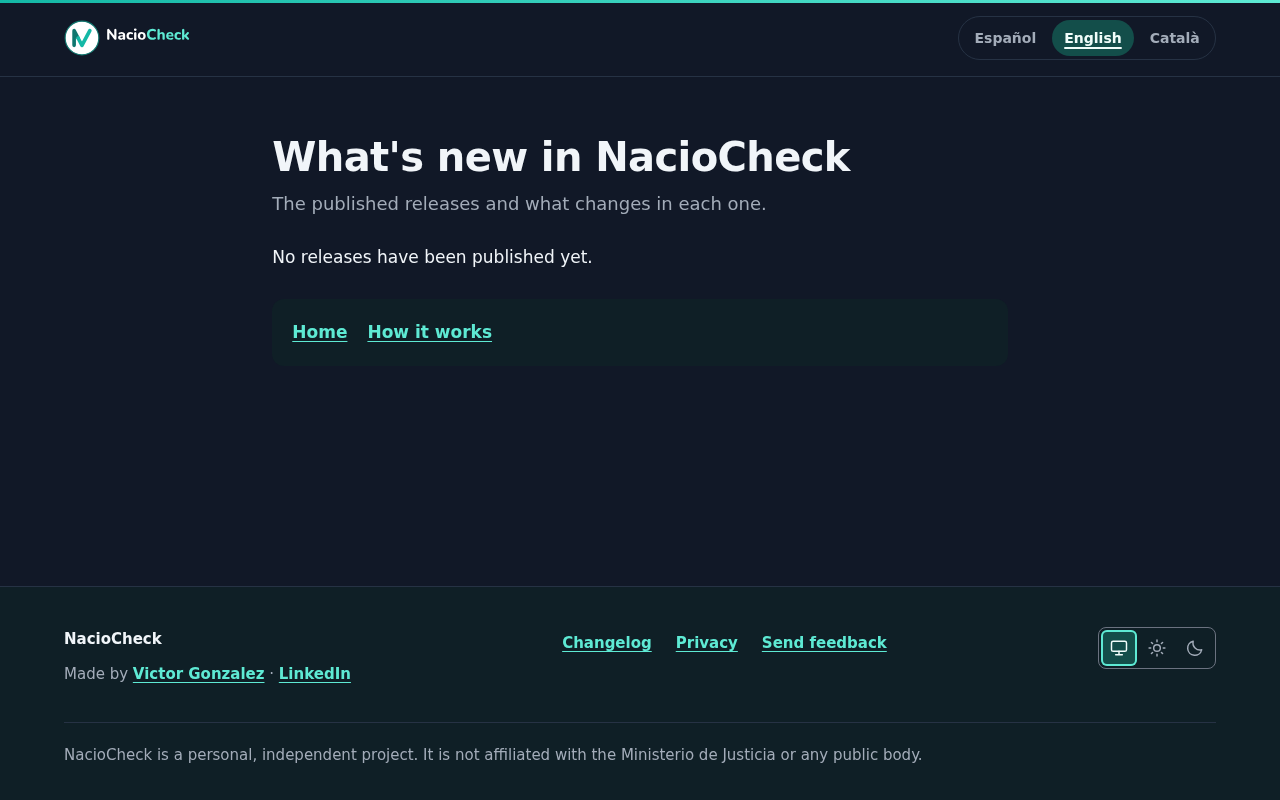 NacioCheck
Español English Català
What's new in NacioCheck
The published releases and what changes in each one.
No releases have been published yet.
Home How it works
NacioCheck
Made by Victor Gonzalez · LinkedIn
Changelog Privacy Send feedback
NacioCheck is a personal, independent project. It is not affiliated with the Ministerio de Justicia or any public body.